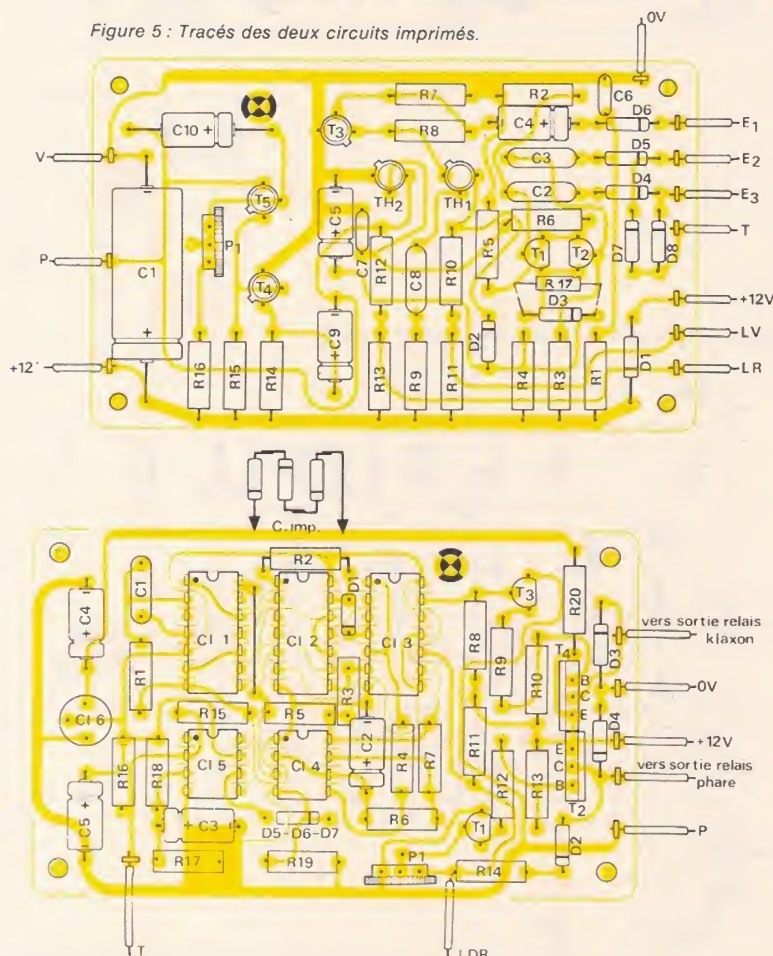 Figure 5 : Tracés des deux circuits imprimés.
0V
R7
R2
C6
C10 +
T3
C4 +
D6
E1
R8
D5
E2
V
C3
D4
E3
T5
TH2
TH1
C2
P1
+ C5
R6
T
C7
R12
R5
T1
T2
D7
D8
P
C1
C8
R10
R17
+12V
T4
D3
LV
+ C9
D2
D1
LR
+12
+
R16
R15
R14
R13
R9
R11
R4
R3
R1
C. imp.
R2
C1
D1
T3
R20
C4
+
CI 1
CI 2
CI 3
R8
vers sortie relais
klaxon
D3
R9
T4
R1
R3
R10
B
C
E
0V
CI 6
R15
R5
D4
+12V
R11
E
C
B
vers sortie relais
phare
R16
R18
CI 5
CI 4
+
C2
R4
R7
R12
R13
T2
C5 +
+ C3
R6
T1
P
D5-D6-D7
P1
D2
R17
R19
R14
T
LDR